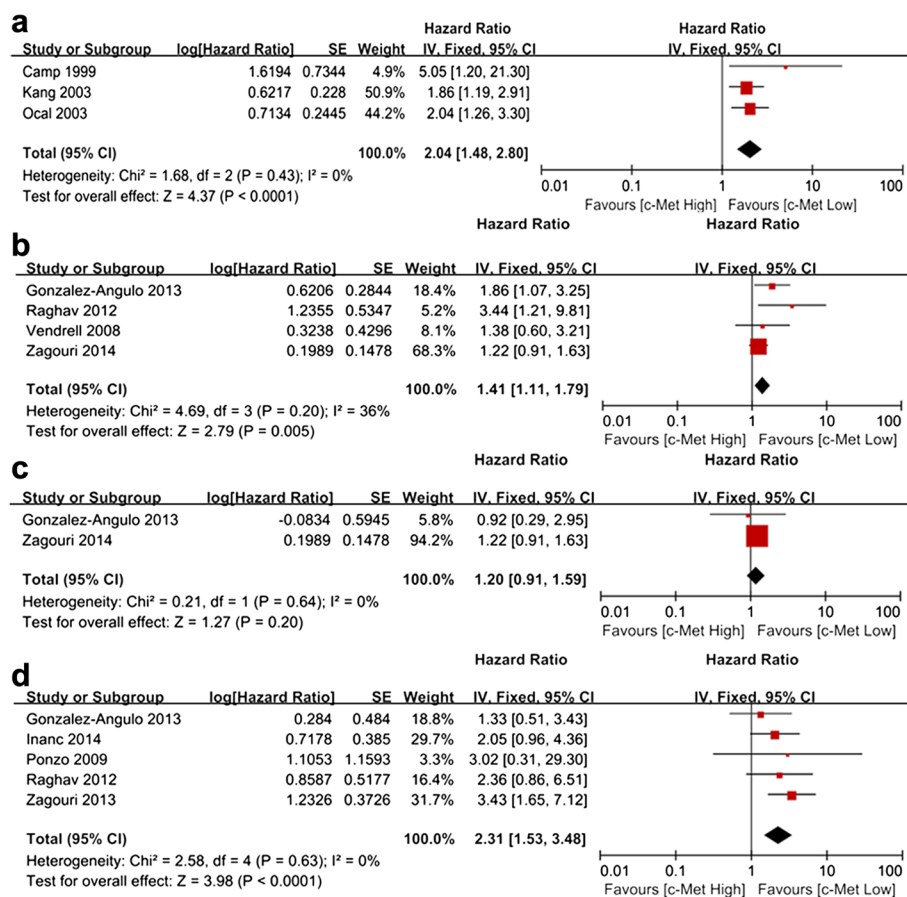 a
Hazard Ratio Hazard Ratio
Study or Subgroup log[Hazard Ratio] SE Weight IV, Fixed, 95% CI IV, Fixed, 95% CI
Camp 1999 1.6194 0.7344 4.9% 5.05 [1.20, 21.30]
Kang 2003 0.6217 0.228 50.9% 1.86 [1.19, 2.91]
Ocal 2003 0.7134 0.2445 44.2% 2.04 [1.26, 3.30]
Total (95% CI) 100.0% 2.04 [1.48, 2.80]
Heterogeneity: Chi² = 1.68, df = 2 (P = 0.43); I² = 0%
Test for overall effect: Z = 4.37 (P < 0.0001)
0.01 0.1 1 10 100
Favours [c-Met High] Favours [c-Met Low]
b
Hazard Ratio Hazard Ratio
Study or Subgroup log[Hazard Ratio] SE Weight IV, Fixed, 95% CI IV, Fixed, 95% CI
Gonzalez-Angulo 2013 0.6206 0.2844 18.4% 1.86 [1.07, 3.25]
Raghav 2012 1.2355 0.5347 5.2% 3.44 [1.21, 9.81]
Vendrell 2008 0.3238 0.4296 8.1% 1.38 [0.60, 3.21]
Zagouri 2014 0.1989 0.1478 68.3% 1.22 [0.91, 1.63]
Total (95% CI) 100.0% 1.41 [1.11, 1.79]
Heterogeneity: Chi² = 4.69, df = 3 (P = 0.20); I² = 36%
Test for overall effect: Z = 2.79 (P = 0.005)
0.01 0.1 1 10 100
Favours [c-Met High] Favours [c-Met Low]
c
Hazard Ratio Hazard Ratio
Study or Subgroup log[Hazard Ratio] SE Weight IV, Fixed, 95% CI IV, Fixed, 95% CI
Gonzalez-Angulo 2013 -0.0834 0.5945 5.8% 0.92 [0.29, 2.95]
Zagouri 2014 0.1989 0.1478 94.2% 1.22 [0.91, 1.63]
Total (95% CI) 100.0% 1.20 [0.91, 1.59]
Heterogeneity: Chi² = 0.21, df = 1 (P = 0.64); I² = 0%
Test for overall effect: Z = 1.27 (P = 0.20)
0.01 0.1 1 10 100
Favours [c-Met High] Favours [c-Met Low]
d
Hazard Ratio Hazard Ratio
Study or Subgroup log[Hazard Ratio] SE Weight IV, Fixed, 95% CI IV, Fixed, 95% CI
Gonzalez-Angulo 2013 0.284 0.484 18.8% 1.33 [0.51, 3.43]
Inanc 2014 0.7178 0.385 29.7% 2.05 [0.96, 4.36]
Ponzo 2009 1.1053 1.1593 3.3% 3.02 [0.31, 29.30]
Raghav 2012 0.8587 0.5177 16.4% 2.36 [0.86, 6.51]
Zagouri 2013 1.2326 0.3726 31.7% 3.43 [1.65, 7.12]
Total (95% CI) 100.0% 2.31 [1.53, 3.48]
Heterogeneity: Chi² = 2.58, df = 4 (P = 0.63); I² = 0%
Test for overall effect: Z = 3.98 (P < 0.0001)
0.01 0.1 1 10 100
Favours [c-Met High] Favours [c-Met Low]